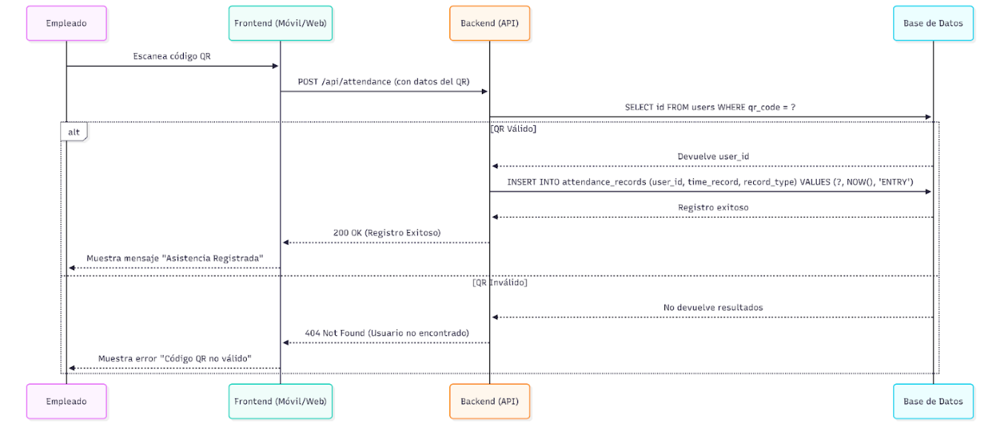 Empleado
Frontend (Móvil/Web)
Backend (API)
Base de Datos
Escanea código QR
POST /api/attendance (con datos del QR)
SELECT id FROM users WHERE qr_code = ?
alt
[QR Válido]
Devuelve user_id
INSERT INTO attendance_records (user_id, time_record, record_type) VALUES (?, NOW(), 'ENTRY')
Registro exitoso
200 OK (Registro Exitoso)
Muestra mensaje "Asistencia Registrada"
[QR Inválido]
No devuelve resultados
404 Not Found (Usuario no encontrado)
Muestra error "Código QR no válido"
Empleado
Frontend (Móvil/Web)
Backend (API)
Base de Datos